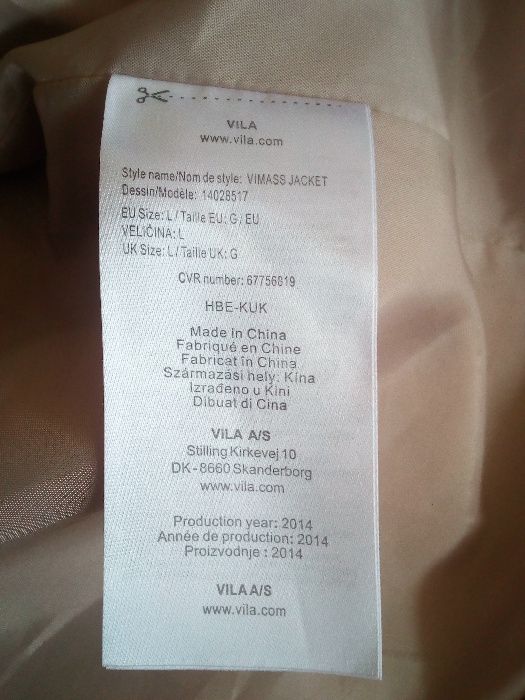 VILA
www.vila.com
Style name/Nom de style: VIMASS JACKET
Dessin/Modèle: 14028517
EU Size: L / Taille EU: G / EU
VELIČINA: L
UK Size: L / Taille UK: G
CVR number: 67756819
HBE-KUK
Made in China
Fabriqué en Chine
Fabricat în China
Származási hely: Kína
Izrađeno u Kini
Dibuat di Cina
VILA A/S
Stilling Kirkevej 10
DK-8660 Skanderborg
www.vila.com
Production year: 2014
Année de production: 2014
Proizvodnje : 2014
VILA A/S
www.vila.com